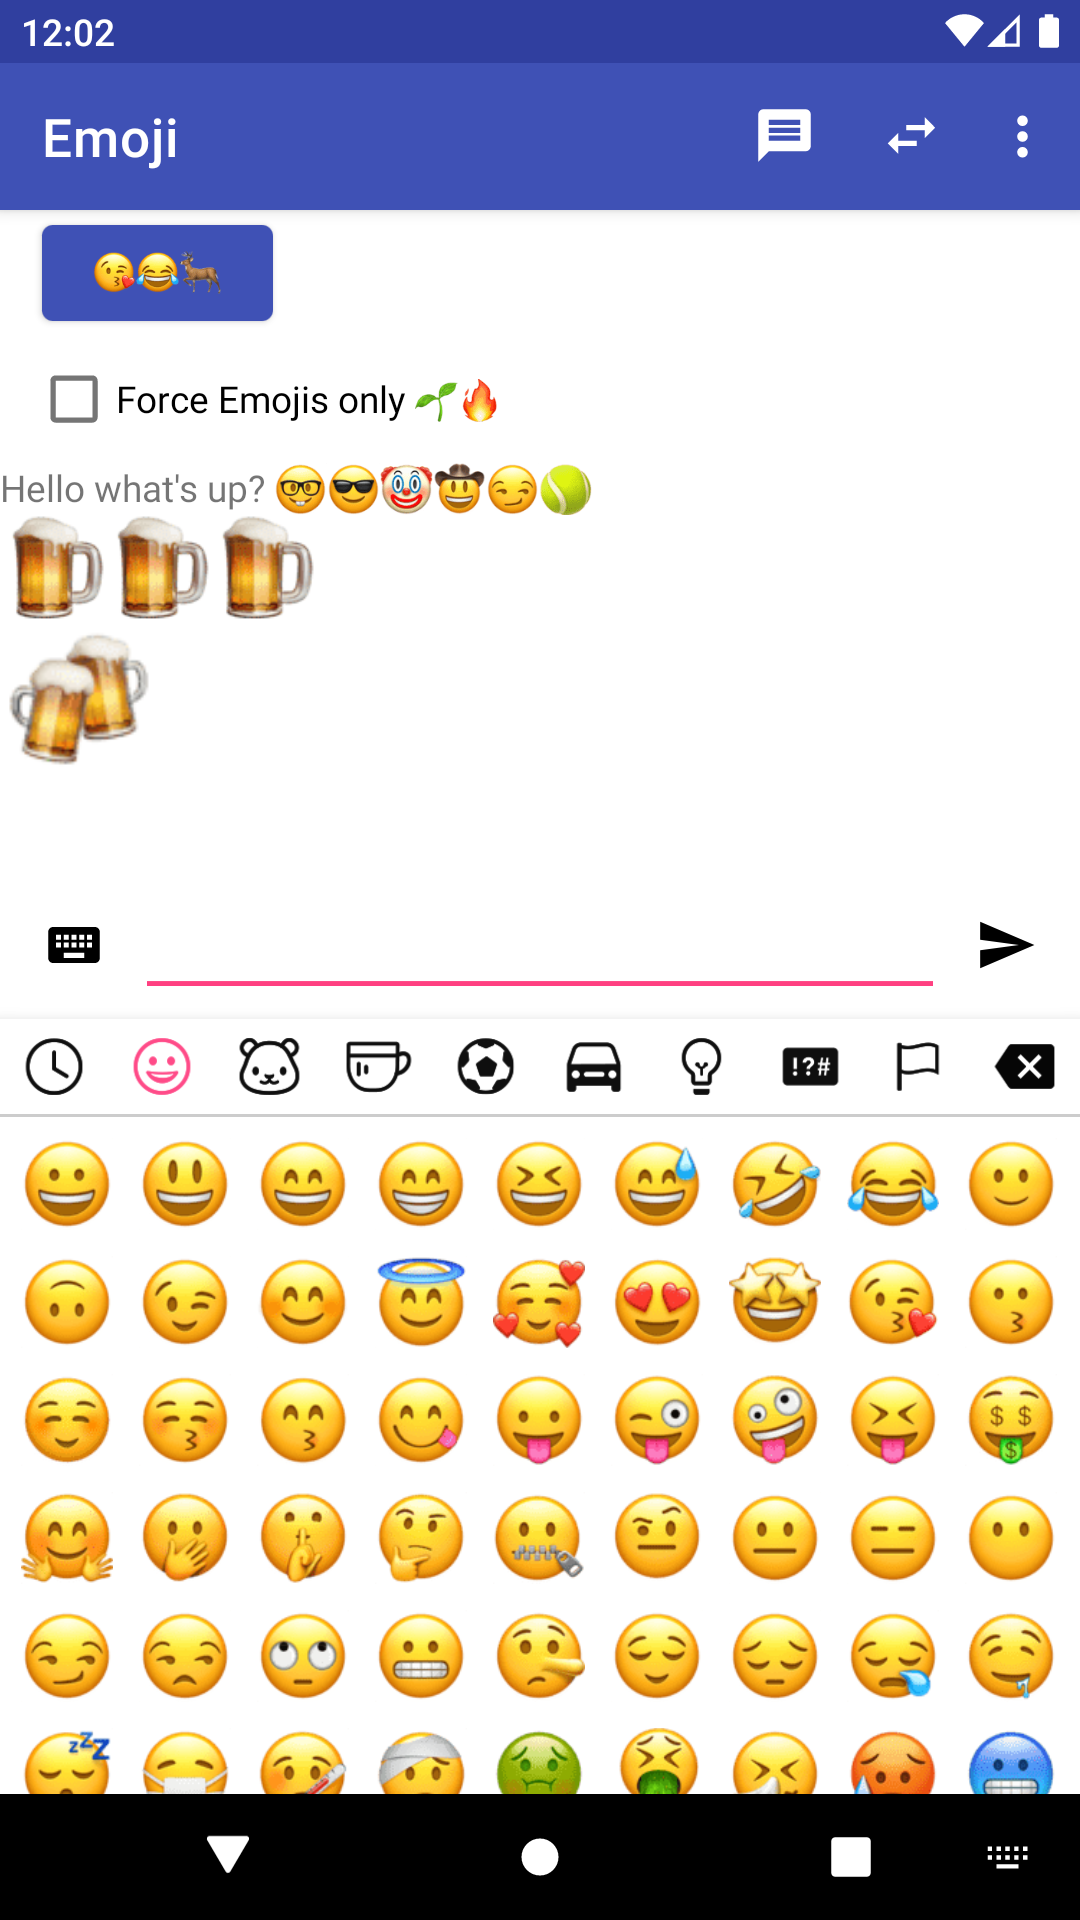 12:02
Emoji
😘😂🦌
Force Emojis only 🌱🔥
Hello what's up? 🤓😎🤡🤠😏🎾
🍺🍺🍺
🍻
!?#